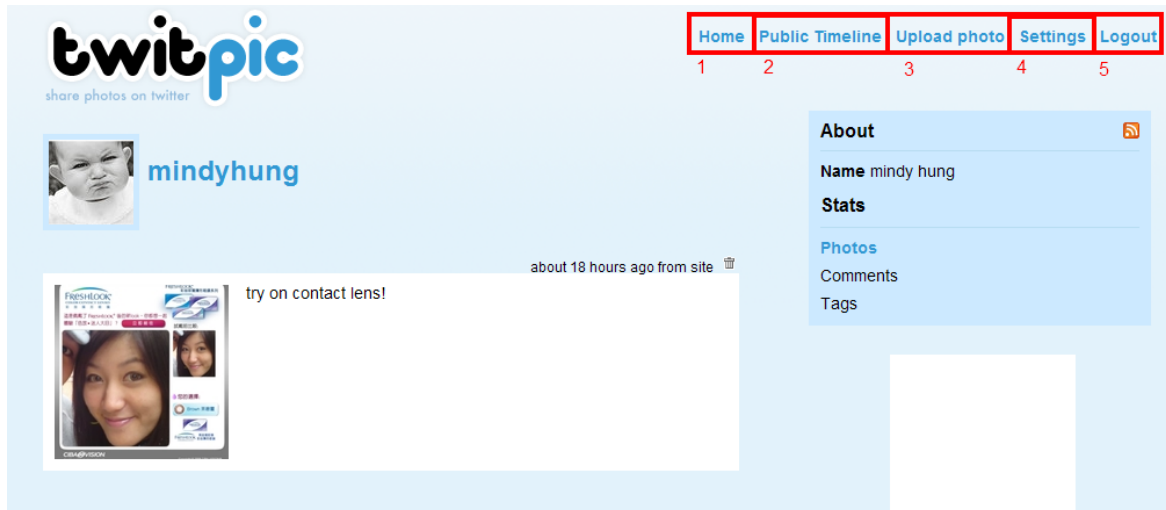 twitpic
share photos on twitter
Home Public Timeline Upload photo Settings Logout
1 2 3 4 5
mindyhung
About
Name mindy hung
Stats
Photos
Comments
Tags
about 18 hours ago from site
try on contact lens!
FRESHLOOK
CIBA VISION